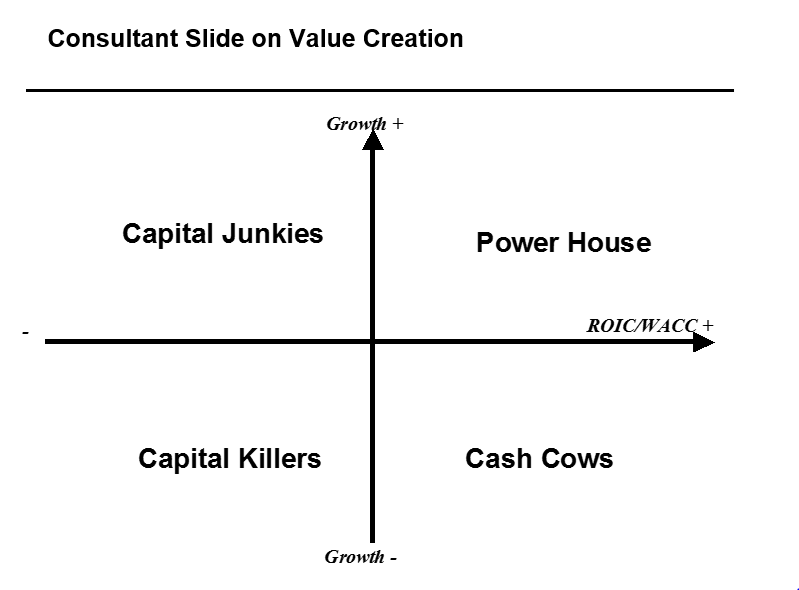 Consultant Slide on Value Creation
Growth +
Capital Junkies
Power House
ROIC/WACC +
-
Capital Killers
Cash Cows
Growth -